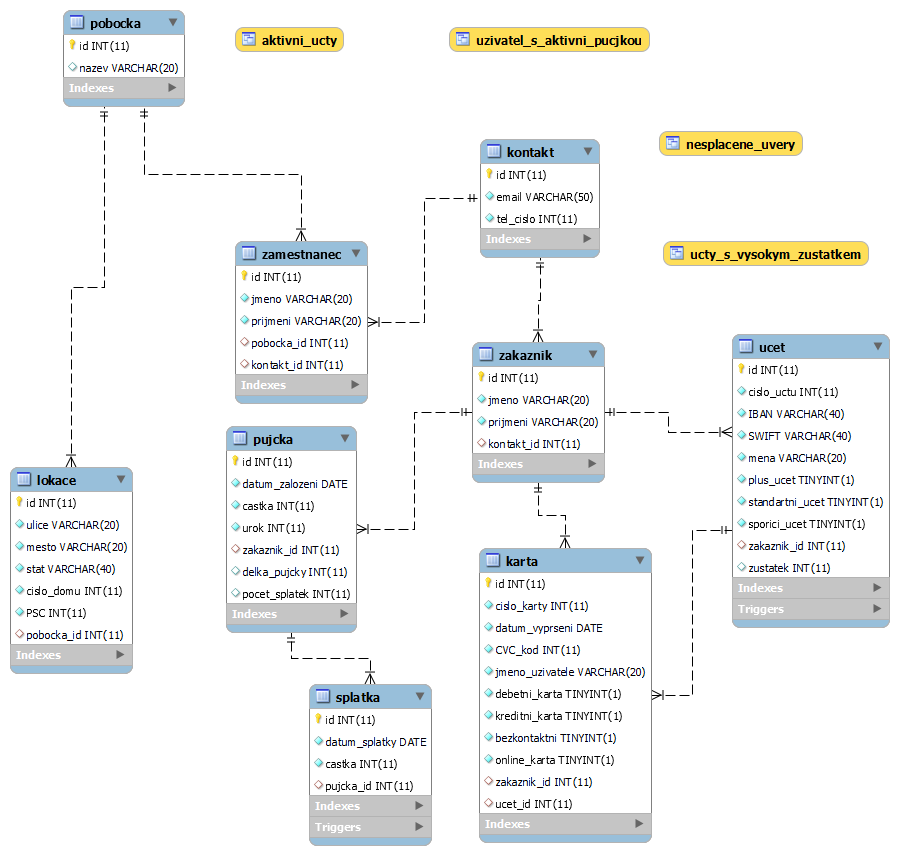 pobocka
id INT(11)
nazev VARCHAR(20)
Indexes
aktivni_ucty
uzivatel_s_aktivni_pucjkou
nesplacene_uvery
ucty_s_vysokym_zustatkem
kontakt
id INT(11)
email VARCHAR(50)
tel_cislo INT(11)
Indexes
zamestnanec
id INT(11)
jmeno VARCHAR(20)
prijmeni VARCHAR(20)
pobocka_id INT(11)
kontakt_id INT(11)
Indexes
zakaznik
id INT(11)
jmeno VARCHAR(20)
prijmeni VARCHAR(20)
kontakt_id INT(11)
Indexes
ucet
id INT(11)
cislo_uctu INT(11)
IBAN VARCHAR(40)
SWIFT VARCHAR(40)
mena VARCHAR(20)
plus_ucet TINYINT(1)
standartni_ucet TINYINT(1)
sporici_ucet TINYINT(1)
zakaznik_id INT(11)
zustatek INT(11)
Indexes
Triggers
pujcka
id INT(11)
datum_zalozeni DATE
castka INT(11)
urok INT(11)
zakaznik_id INT(11)
delka_pujcky INT(11)
pocet_splatek INT(11)
Indexes
lokace
id INT(11)
ulice VARCHAR(20)
mesto VARCHAR(20)
stat VARCHAR(40)
cislo_domu INT(11)
PSC INT(11)
pobocka_id INT(11)
Indexes
karta
id INT(11)
cislo_karty INT(11)
datum_vyprseni DATE
CVC_kod INT(11)
jmeno_uzivatele VARCHAR(20)
debetni_karta TINYINT(1)
kreditni_karta TINYINT(1)
bezkontaktni TINYINT(1)
online_karta TINYINT(1)
zakaznik_id INT(11)
ucet_id INT(11)
Indexes
splatka
id INT(11)
datum_splatky DATE
castka INT(11)
pujcka_id INT(11)
Indexes
Triggers